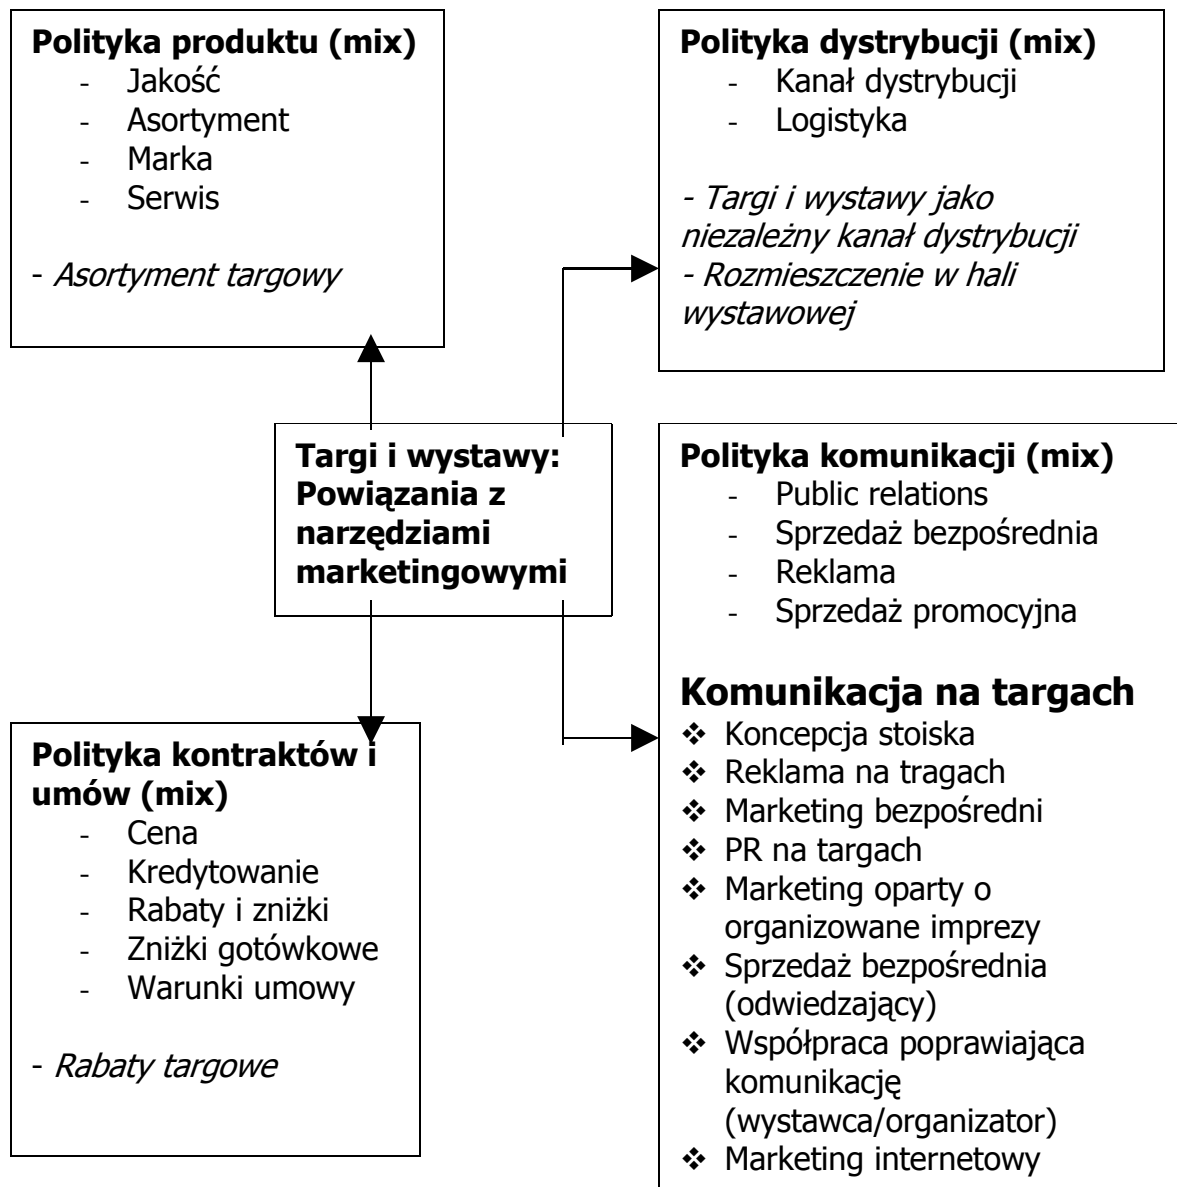 Polityka produktu (mix)
- Jakość
- Asortyment
- Marka
- Serwis
- Asortyment targowy
Polityka dystrybucji (mix)
- Kanał dystrybucji
- Logistyka
- Targi i wystawy jako
niezależny kanał dystrybucji
- Rozmieszczenie w hali
wystawowej
Targi i wystawy:
Powiązania z
narzędziami
marketingowymi
Polityka kontraktów i
umów (mix)
- Cena
- Kredytowanie
- Rabaty i zniżki
- Zniżki gotówkowe
- Warunki umowy
- Rabaty targowe
Polityka komunikacji (mix)
- Public relations
- Sprzedaż bezpośrednia
- Reklama
- Sprzedaż promocyjna
Komunikacja na targach
❖ Koncepcja stoiska
❖ Reklama na tragach
❖ Marketing bezpośredni
❖ PR na targach
❖ Marketing oparty o
organizowane imprezy
❖ Sprzedaż bezpośrednia
(odwiedzający)
❖ Współpraca poprawiająca
komunikację
(wystawca/organizator)
❖ Marketing internetowy